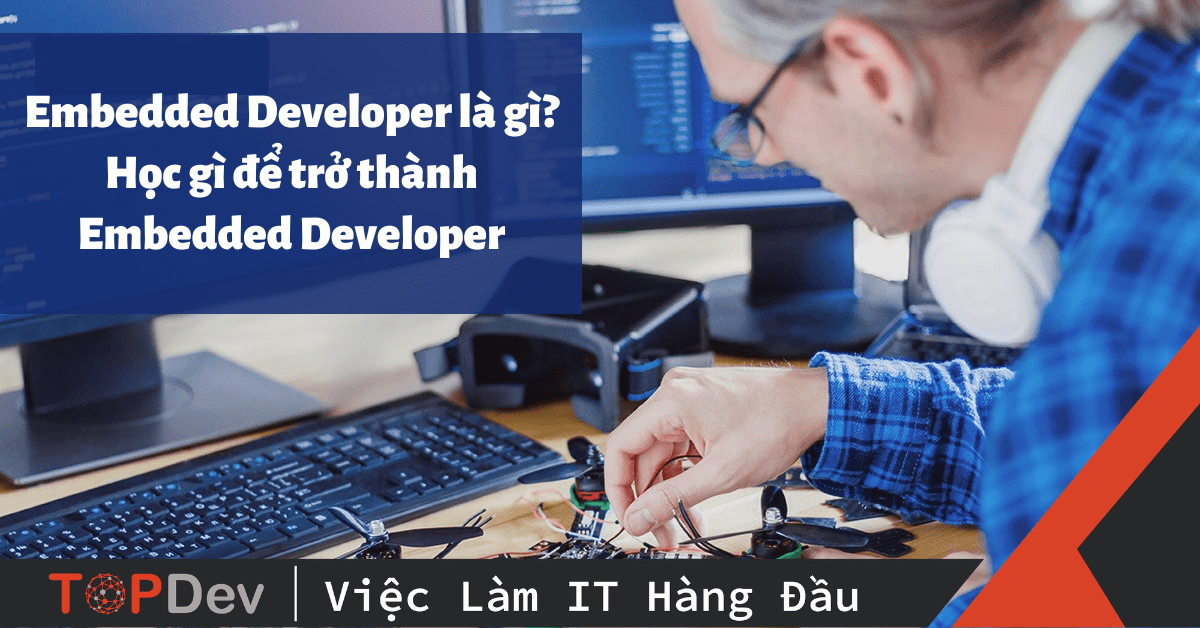 Embedded Developer là gì?
Học gì để trở thành
Embedded Developer
TOPDev | Việc Làm IT Hàng Đầu